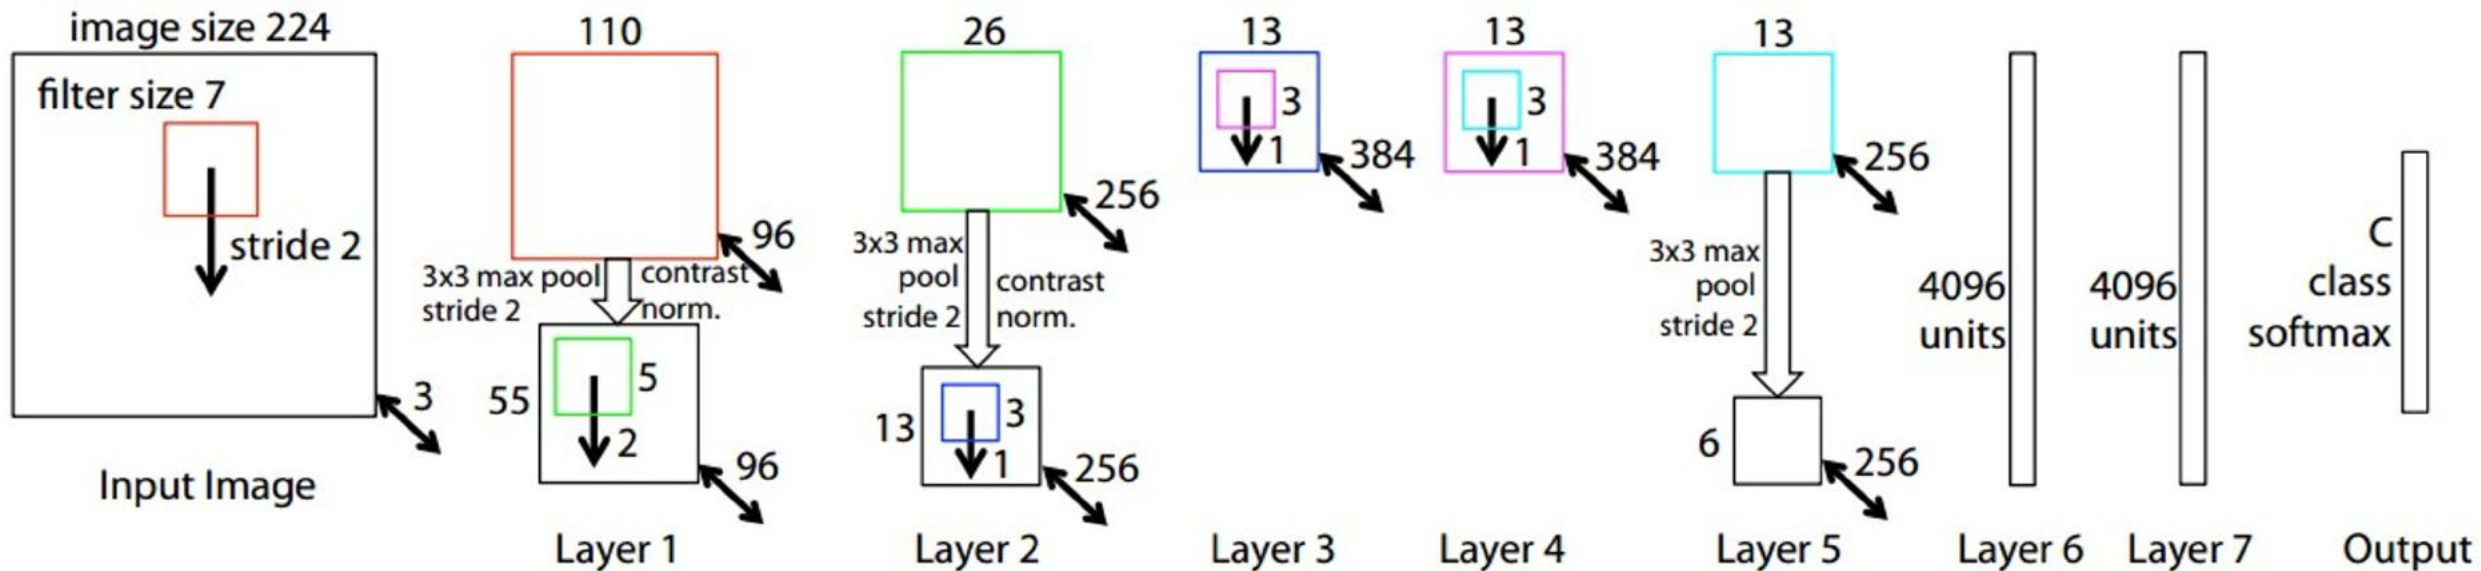 image size 224
filter size 7
stride 2
3
Input Image
110
96
3x3 max pool
stride 2
contrast
norm.
55
5
2
96
Layer 1
26
256
3x3 max
pool
stride 2
contrast
norm.
13
3
1
256
Layer 2
13
3
1
384
Layer 3
13
3
1
384
Layer 4
13
256
3x3 max
pool
stride 2
6
256
Layer 5
4096
units
Layer 6
4096
units
Layer 7
C
class
softmax
Output